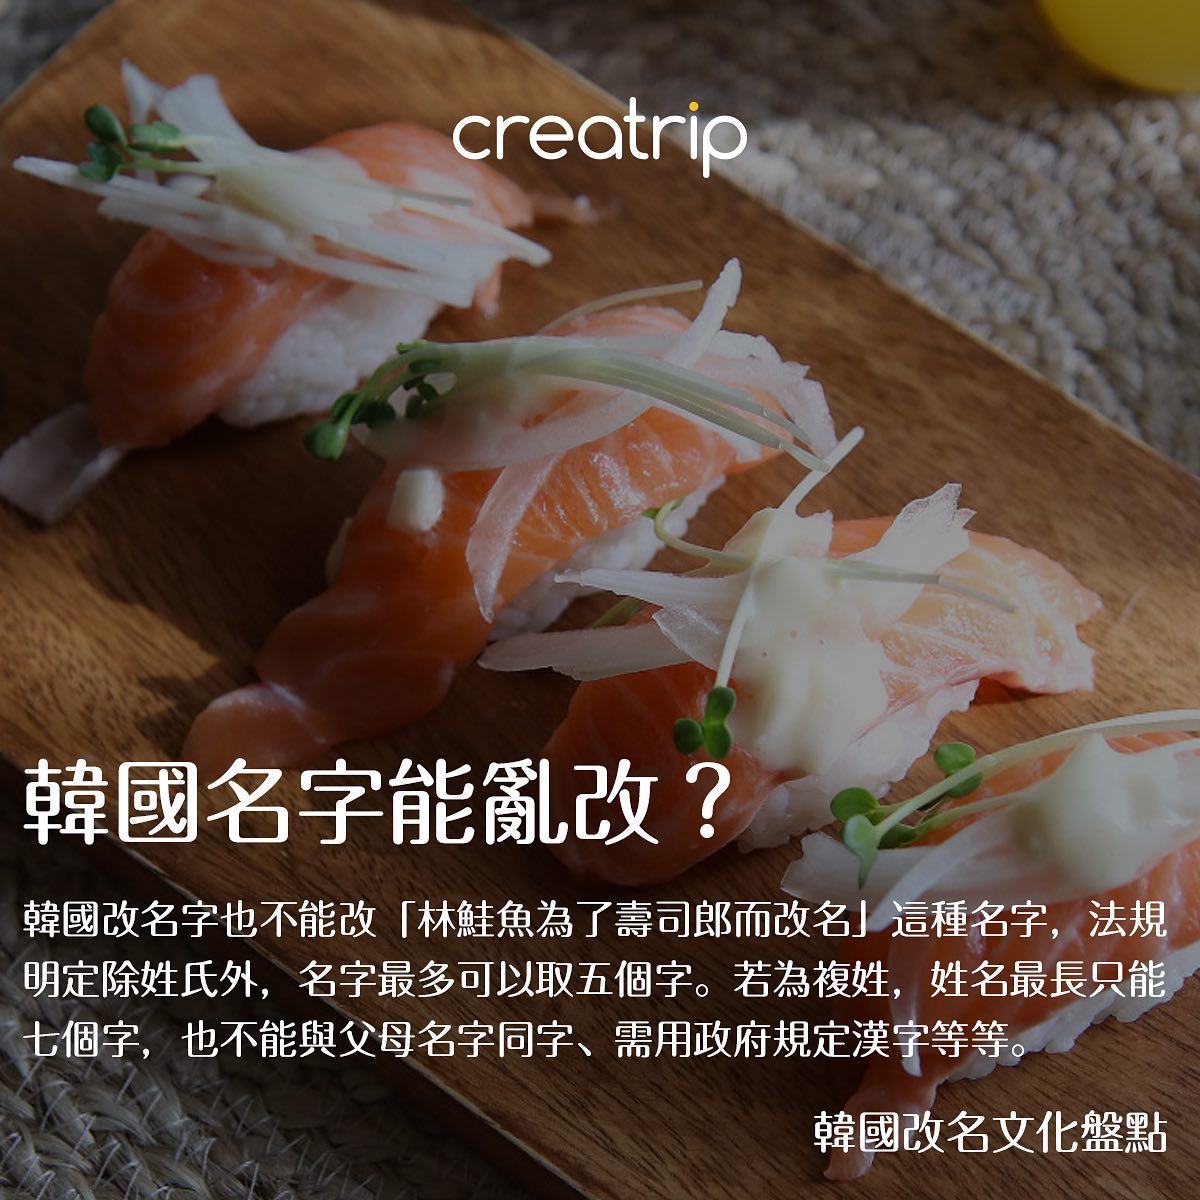 creatrip
韓國名字能亂改？
韓國改名字也不能改「林鮭魚為了壽司郎而改名」這種名字，法規
明定除姓氏外，名字最多可以取五個字。若為複姓，姓名最長只能
七個字，也不能與父母名字同字、需用政府規定漢字等等。
韓國改名文化盤點